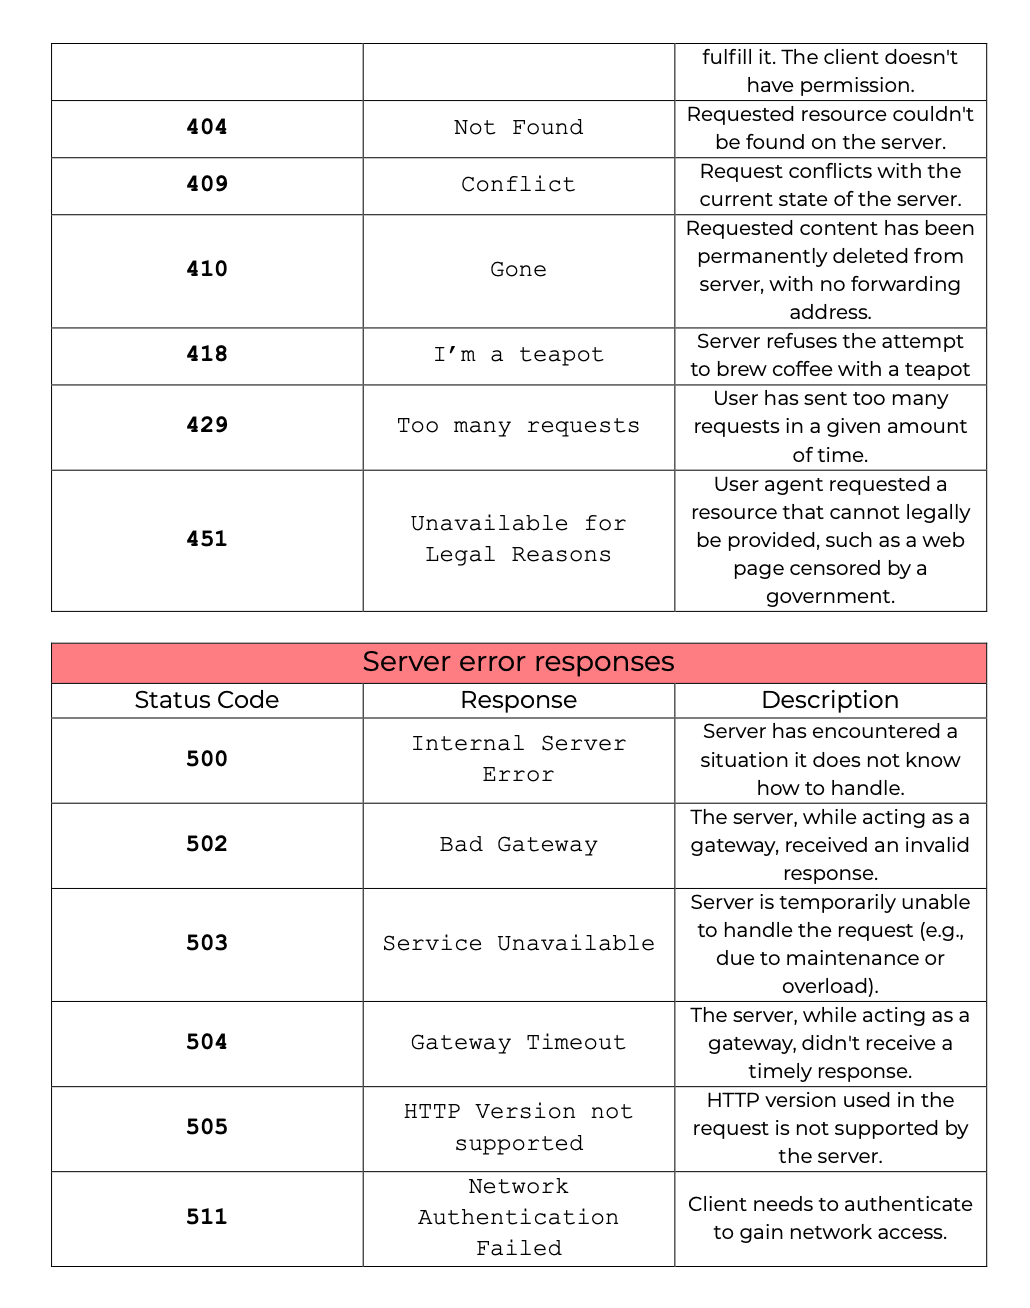 fulfill it. The client doesn't
have permission.
404
Not Found
Requested resource couldn't
be found on the server.
409
Conflict
Request conflicts with the
current state of the server.
410
Gone
Requested content has been
permanently deleted from
server, with no forwarding
address.
418
I’m a teapot
Server refuses the attempt
to brew coffee with a teapot
429
Too many requests
User has sent too many
requests in a given amount
of time.
451
Unavailable for
Legal Reasons
User agent requested a
resource that cannot legally
be provided, such as a web
page censored by a
government.
Server error responses
Status Code
Response
Description
500
Internal Server
Error
Server has encountered a
situation it does not know
how to handle.
502
Bad Gateway
The server, while acting as a
gateway, received an invalid
response.
503
Service Unavailable
Server is temporarily unable
to handle the request (e.g.,
due to maintenance or
overload).
504
Gateway Timeout
The server, while acting as a
gateway, didn't receive a
timely response.
505
HTTP Version not
supported
HTTP version used in the
request is not supported by
the server.
511
Network
Authentication
Failed
Client needs to authenticate
to gain network access.